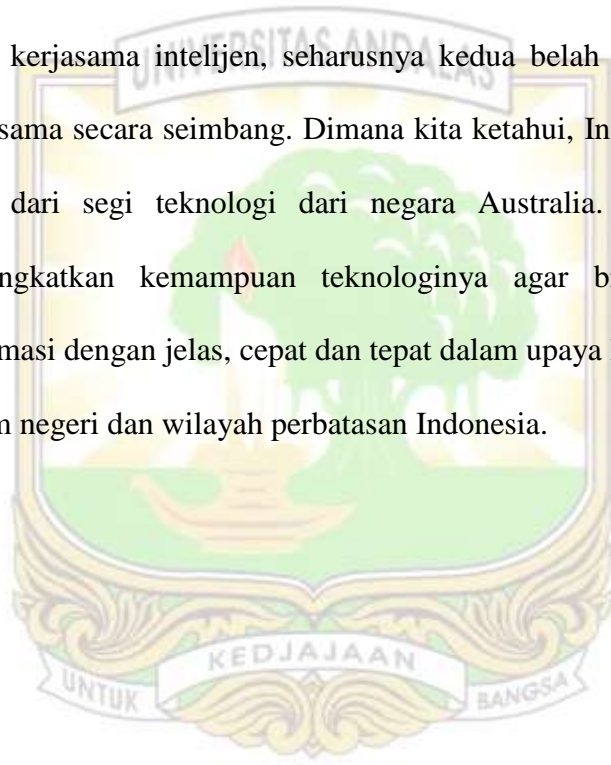 UNIVERSITAS ANDALAS
kerjasama intelijen, seharusnya kedua belah
sama secara seimbang. Dimana kita ketahui, In
dari segi teknologi dari negara Australia.
ngkatkan kemampuan teknologinya agar b
masi dengan jelas, cepat dan tepat dalam upaya
n negeri dan wilayah perbatasan Indonesia.
KEDJAJAAN
UNTUK
BANGSA